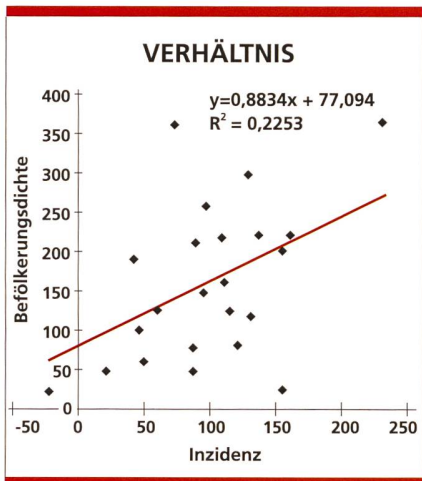 VERHÄLTNIS
y=0,8834x + 77,094
R² = 0,2253
400
350
300
250
200
150
100
50
0
-50 0 50 100 150 200 250
Befölkerungsdichte
Inzidenz